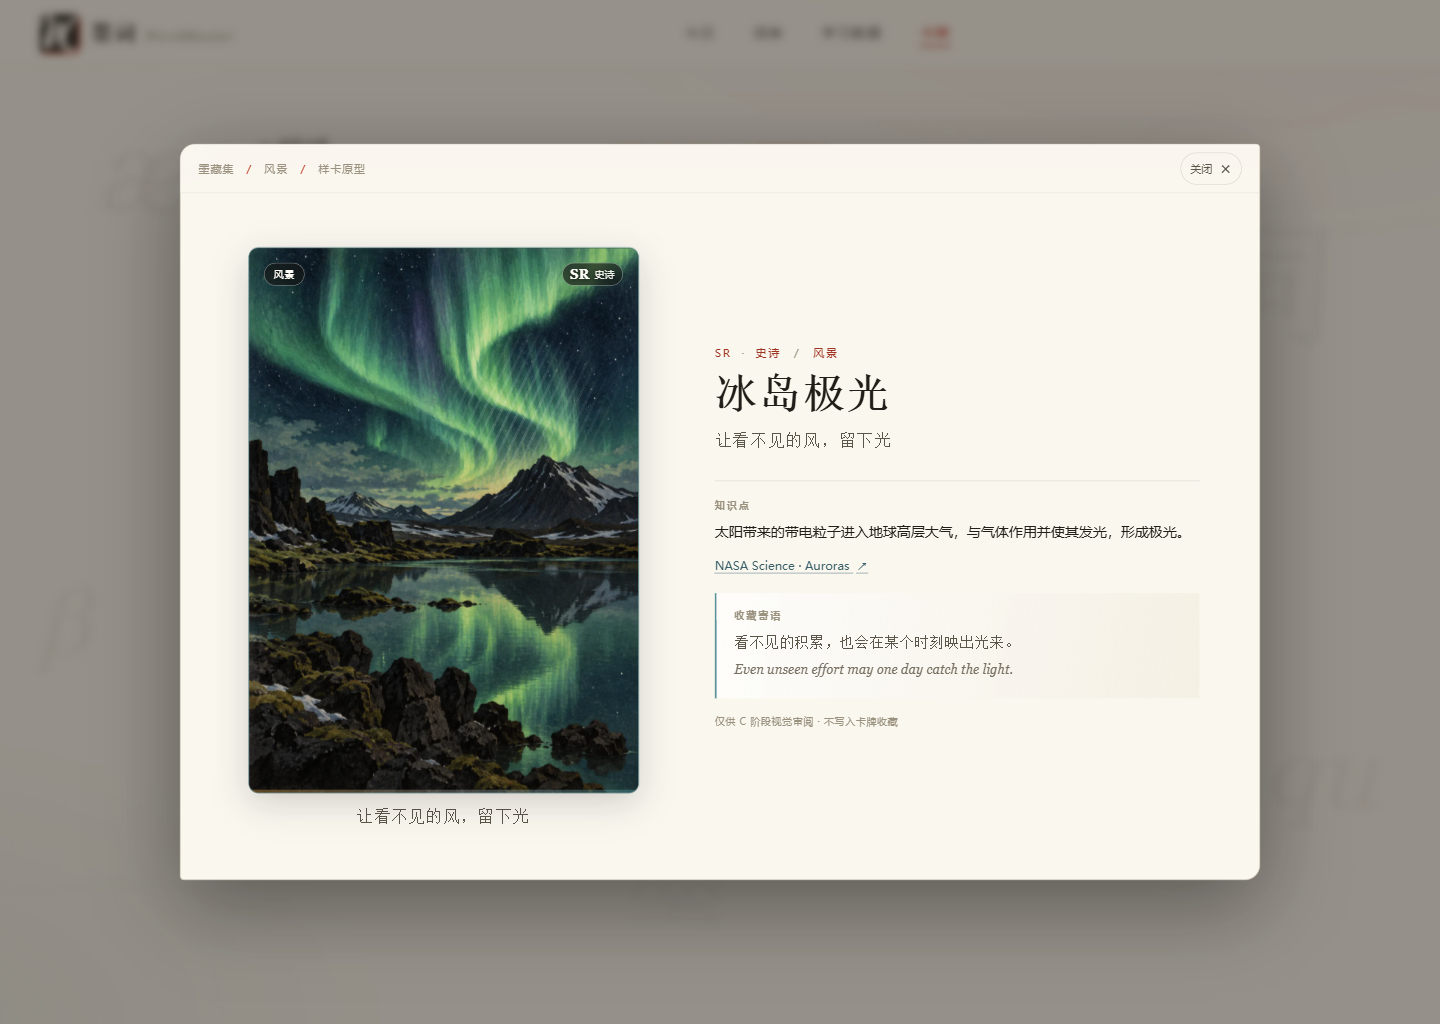 墨藏集 / 风景 / 样卡原型
关闭 ×
风景
SR 史诗
让看不见的风，留下光
SR · 史诗 / 风景
冰岛极光
让看不见的风，留下光
知识点
太阳带来的带电粒子进入地球高层大气，与气体作用并使其发光，形成极光。
NASA Science · Auroras ↗
收藏寄语
看不见的积累，也会在某个时刻映出光来。
Even unseen effort may one day catch the light.
仅供 C 阶段视觉审阅 · 不写入卡牌收藏